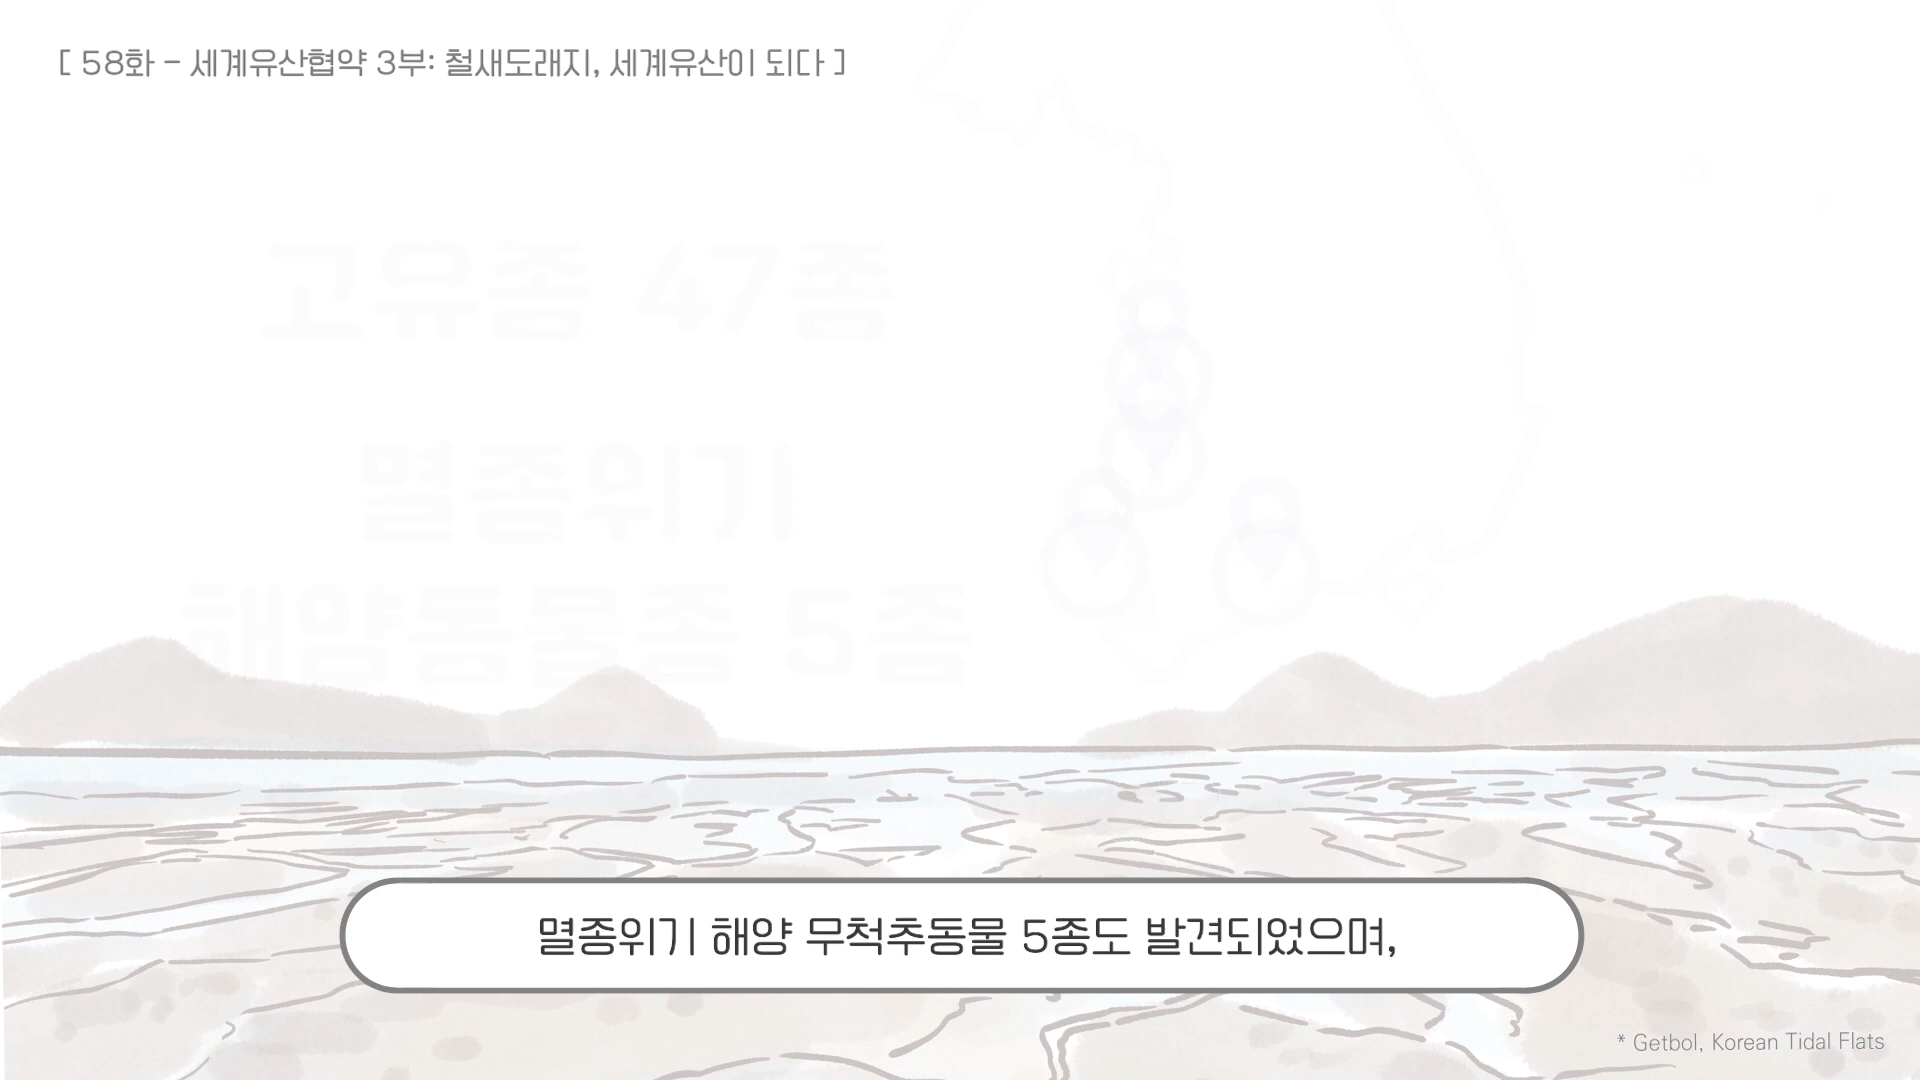 [ 58화 - 세계유산협약 3부: 철새도래지, 세계유산이 되다 ]
고유종 47종
멸종위기
해양동물종 5종
멸종위기 해양 무척추동물 5종도 발견되었으며,
* Getbol, Korean Tidal Flats